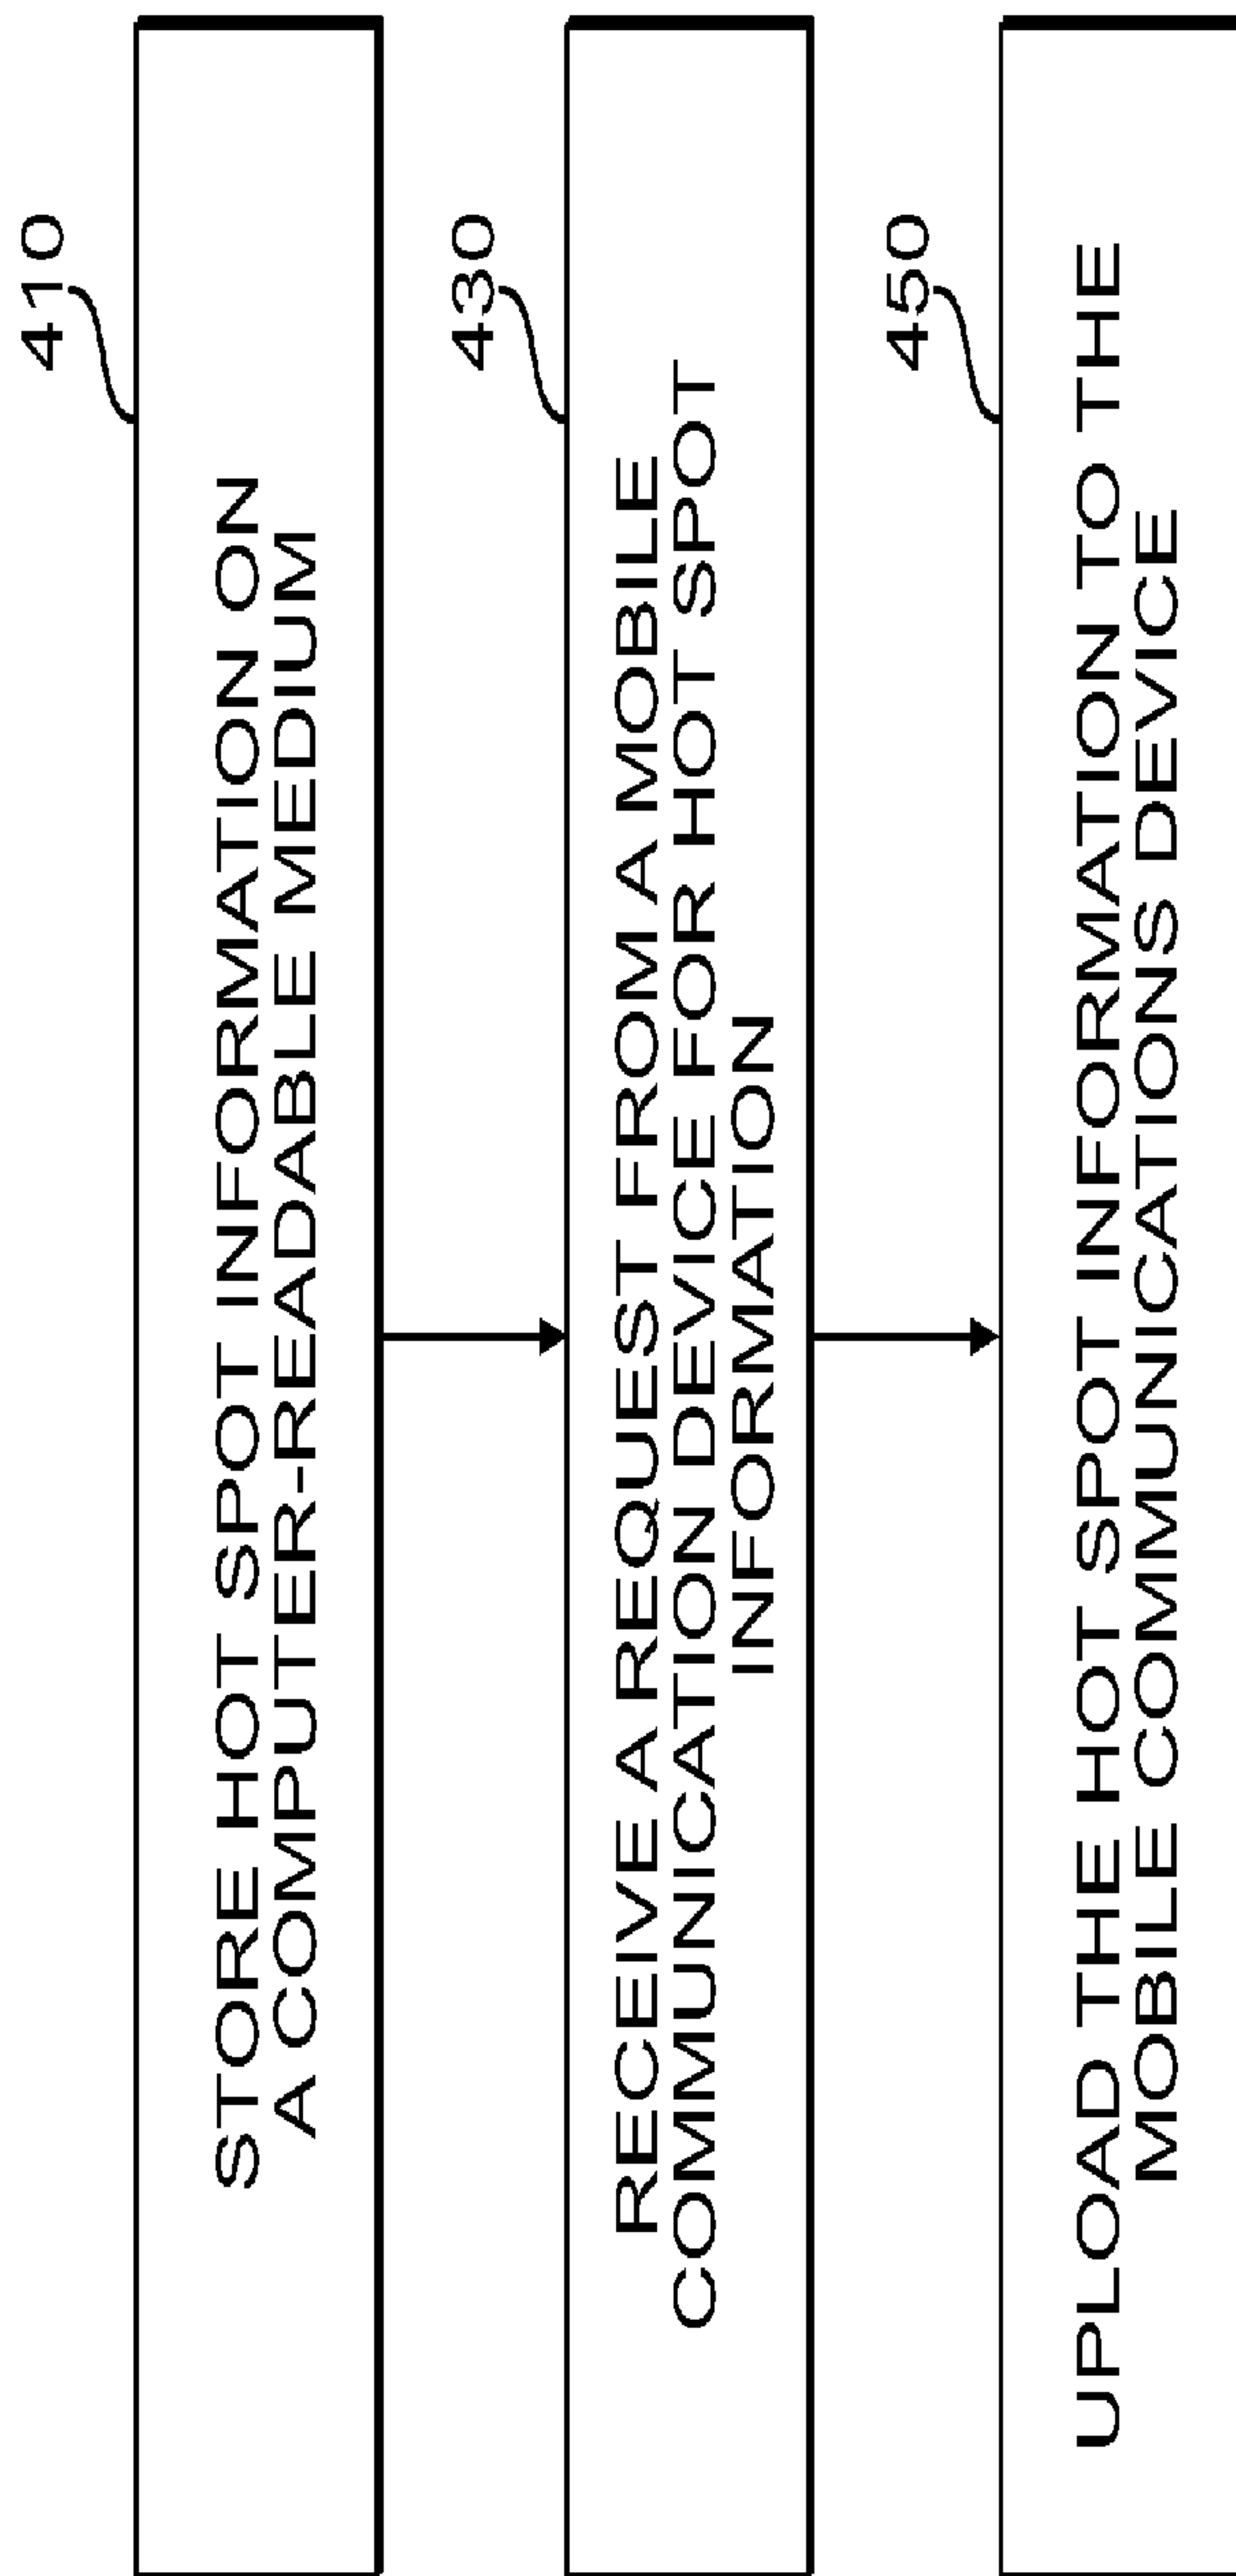 410
STORE HOT SPOT INFORMATION ON
A COMPUTER-READABLE MEDIUM
430
RECEIVE A REQUEST FROM A MOBILE
COMMUNICATION DEVICE FOR HOT SPOT
INFORMATION
450
UPLOAD THE HOT SPOT INFORMATION TO THE
MOBILE COMMUNICATIONS DEVICE